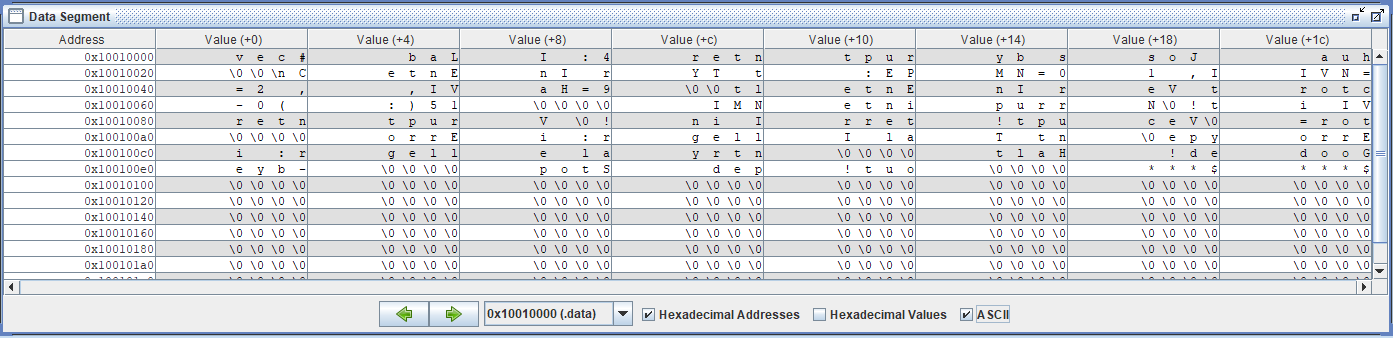 Data Segment
Address Value (+0) Value (+4) Value (+8) Value (+c) Value (+10) Value (+14) Value (+18) Value (+1c)
0x10010000 v e c # b a L I : 4 r e t n t p u r y b s s o J a u h
0x10010020 \0 \0 \n C e t n E n I r Y T t : E P M N = 0 l , I I V N =
0x10010040 = 2 , , I V a H = 9 \0 \0 t l e t n E n I r e V t r o t c
0x10010060 - 0 ( : ) 5 1 \0 \0 \0 \0 I M N e t n i p u r r N \0 ! t i I V
0x10010080 r e t n t p u r V \0 ! n i I r r e t ! t p u c e V \0 = r o t
0x100100a0 \0 \0 \0 \0 o r r E i : r g e l l I l a T t n \0 e p y o r r E
0x100100c0 i : r g e l l e l a y r t n \0 \0 \0 \0 t l a H ! d e d o o G
0x100100e0 e y b - \0 \0 \0 \0 p o t S d e p ! t u o \0 \0 \0 \0 * * * $ * * * $
0x10010100 \0 \0 \0 \0 \0 \0 \0 \0 \0 \0 \0 \0 \0 \0 \0 \0 \0 \0 \0 \0 \0 \0 \0 \0 \0 \0 \0 \0 \0 \0 \0 \0
0x10010120 \0 \0 \0 \0 \0 \0 \0 \0 \0 \0 \0 \0 \0 \0 \0 \0 \0 \0 \0 \0 \0 \0 \0 \0 \0 \0 \0 \0 \0 \0 \0 \0
0x10010140 \0 \0 \0 \0 \0 \0 \0 \0 \0 \0 \0 \0 \0 \0 \0 \0 \0 \0 \0 \0 \0 \0 \0 \0 \0 \0 \0 \0 \0 \0 \0 \0
0x10010160 \0 \0 \0 \0 \0 \0 \0 \0 \0 \0 \0 \0 \0 \0 \0 \0 \0 \0 \0 \0 \0 \0 \0 \0 \0 \0 \0 \0 \0 \0 \0 \0
0x10010180 \0 \0 \0 \0 \0 \0 \0 \0 \0 \0 \0 \0 \0 \0 \0 \0 \0 \0 \0 \0 \0 \0 \0 \0 \0 \0 \0 \0 \0 \0 \0 \0
0x100101a0 \0 \0 \0 \0 \0 \0 \0 \0 \0 \0 \0 \0 \0 \0 \0 \0 \0 \0 \0 \0 \0 \0 \0 \0 \0 \0 \0 \0 \0 \0 \0 \0
0x10010000 (.data) Hexadecimal Addresses Hexadecimal Values ASCII